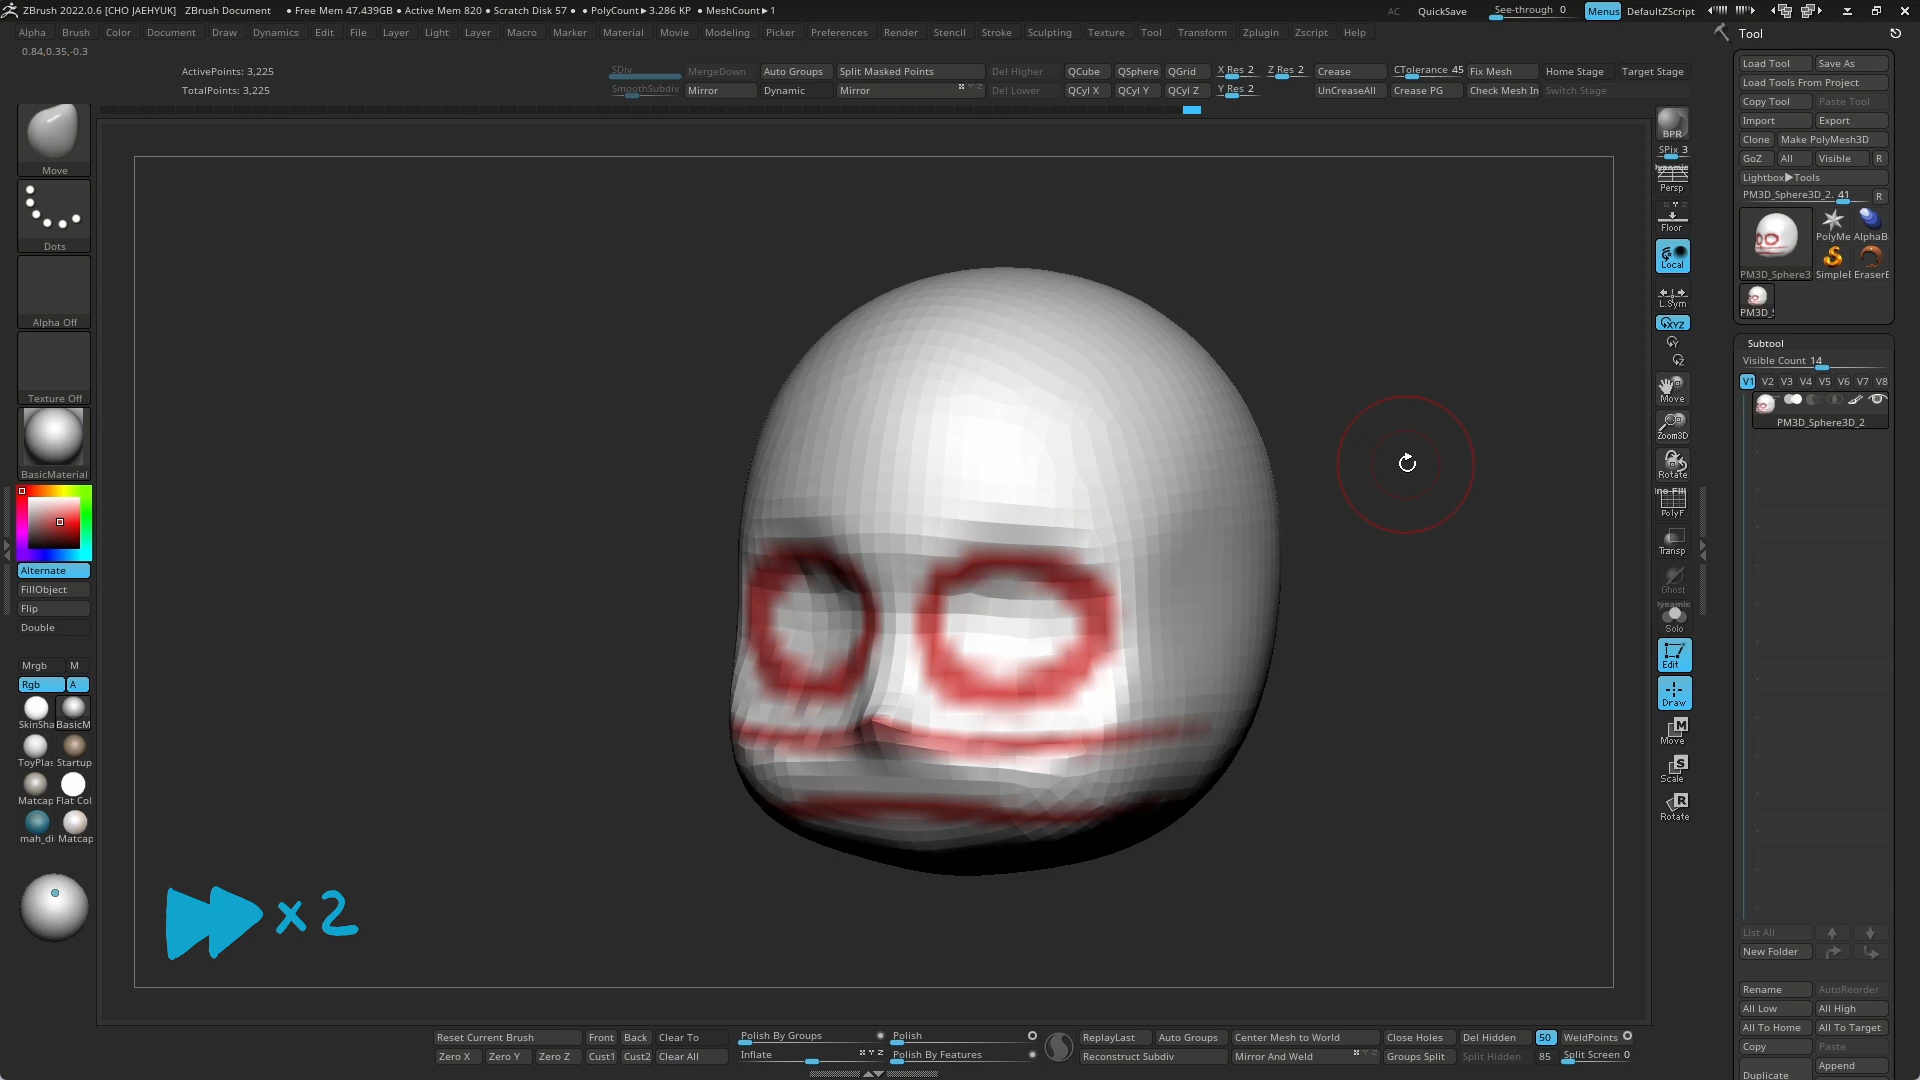 ZBrush 2022.0.6 [CHO JAEHYUK] ZBrush Document • Free Mem 47.439GB • Active Mem 820 • Scratch Disk 57 • • PolyCount▶3.286 KP • MeshCount▶1 AC QuickSave See-through 0 Menus DefaultZScript
Alpha Brush Color Document Draw Dynamics Edit File Layer Light Layer Macro Marker Material Movie Modeling Picker Preferences Render Stencil Stroke Sculpting Texture Tool Transform Zplugin Zscript Help
Tool
0.84,0.35,-0.3
ActivePoints: 3,225
TotalPoints: 3,225
SDiv MergeDown Auto Groups Split Masked Points Del Higher QCube QSphere QGrid X Res 2 Z Res 2 Crease CTolerance 45 Fix Mesh Home Stage Target Stage
SmoothSubdiv Mirror Dynamic Mirror Del Lower QCyl X QCyl Y QCyl Z Y Res 2 UnCreaseAll Crease PG Check Mesh In Switch Stage
Move
Dots
Alpha Off
Texture Off
BasicMaterial
Alternate
FillObject
Flip
Double
Mrgb M
Rgb A
SkinSha BasicM
ToyPlas Startup
Matcap Flat Col
mah_di Matcap
x 2
BPR
SPix 3
Dynamic
Persp
Floor
Local
L.Sym
XYZ
Y
Z
Move
Zoom3D
Rotate
PolyF
Transp
Ghost
Dynamic
Solo
Edit
Draw
Move
Scale
Rotate
Load Tool Save As
Load Tools From Project
Copy Tool Paste Tool
Import Export
Clone Make PolyMesh3D
GoZ All Visible R
Lightbox▶Tools
PM3D_Sphere3D_2. 41 R
PolyMe AlphaB
PM3D_Sphere3 SimpleB EraserE
PM3D_S
Subtool
Visible Count 14
V1 V2 V3 V4 V5 V6 V7 V8
PM3D_Sphere3D_2
List All
New Folder
Rename AutoReorder
All Low All High
All To Home All To Target
Copy Paste
Append
Duplicate
Reset Current Brush Front Back Clear To Polish By Groups Polish ReplayLast Auto Groups Center Mesh to World Close Holes Del Hidden 50 WeldPoints
Zero X Zero Y Zero Z Cust1 Cust2 Clear All Inflate X Y Z Polish By Features Reconstruct Subdiv Mirror And Weld Groups Split Split Hidden 85 Split Screen 0